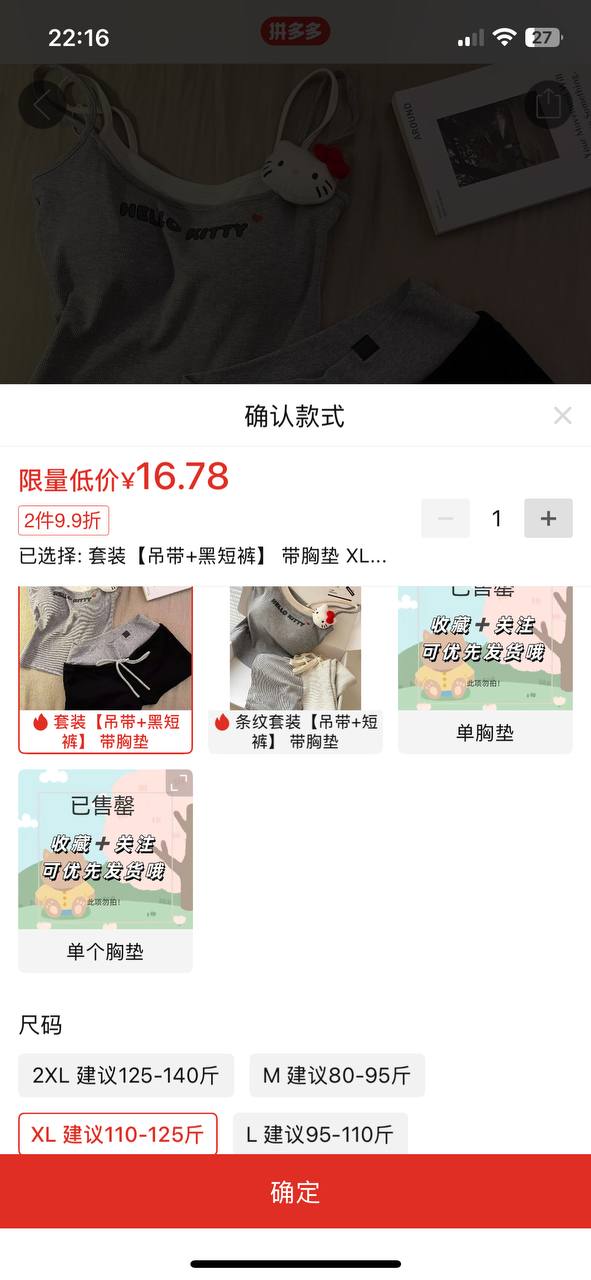 22:16
拼多多
27
AROUND
HELLO KITTY
确认款式
限量低价¥16.78
2件9.9折
1
已选择: 套装【吊带+黑短裤】 带胸垫 XL...
套装【吊带+黑短
裤】 带胸垫
HELLO KITTY
条纹套装【吊带+短
裤】 带胸垫
已售罄
收藏+关注
可优先发货哦
此项勿拍!
单胸垫
已售罄
收藏+关注
可优先发货哦
此项勿拍!
单个胸垫
尺码
2XL 建议125-140斤
M 建议80-95斤
XL 建议110-125斤
L 建议95-110斤
确定